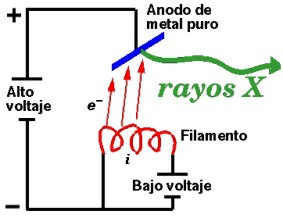 +
Anodo de
metal puro
Alto
voltaje
rayos X
e⁻
Filamento
i
Bajo voltaje
−